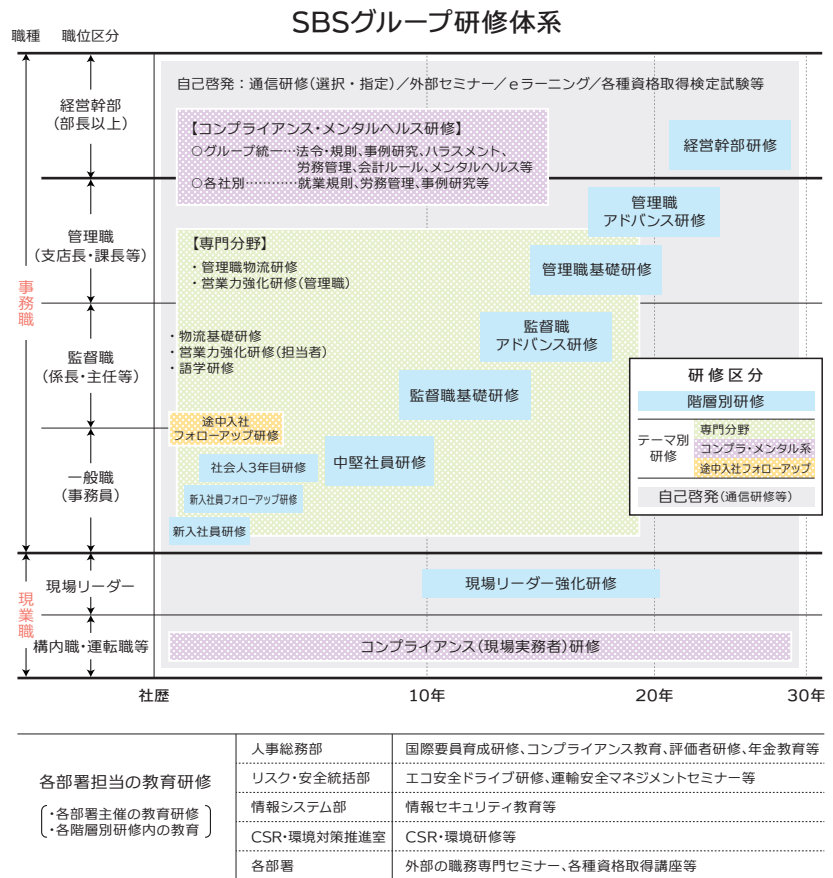 SBSグループ研修体系
職種
職位区分
自己啓発：通信研修（選択・指定）／外部セミナー／eラーニング／各種資格取得検定試験等
経営幹部
（部長以上）
【コンプライアンス・メンタルヘルス研修】
○グループ統一…法令・規則、事例研究、ハラスメント、
労務管理、会計ルール、メンタルヘルス等
○各社別…………就業規則、労務管理、事例研究等
経営幹部研修
事務職
管理職
（支店長・課長等）
管理職
アドバンス研修
【専門分野】
・管理職物流研修
・営業力強化研修（管理職）
管理職基礎研修
監督職
（係長・主任等）
・物流基礎研修
・営業力強化研修（担当者）
・語学研修
監督職
アドバンス研修
監督職基礎研修
一般職
（事務員）
途中入社
フォローアップ研修
中堅社員研修
社会人3年目研修
新入社員フォローアップ研修
新入社員研修
研修区分
階層別研修
テーマ別
研修
専門分野
コンプラ・メンタル系
途中入社フォローアップ
自己啓発（通信研修等）
現業職
現場リーダー
現場リーダー強化研修
構内職・運転職等
コンプライアンス（現場実務者）研修
社歴
10年
20年
30年
各部署担当の教育研修
・各部署主催の教育研修
・各階層別研修内の教育
人事総務部
国際要員育成研修、コンプライアンス教育、評価者研修、年金教育等
リスク・安全統括部
エコ安全ドライブ研修、運輸安全マネジメントセミナー等
情報システム部
情報セキュリティ教育等
CSR・環境対策推進室
CSR・環境研修等
各部署
外部の職務専門セミナー、各種資格取得講座等